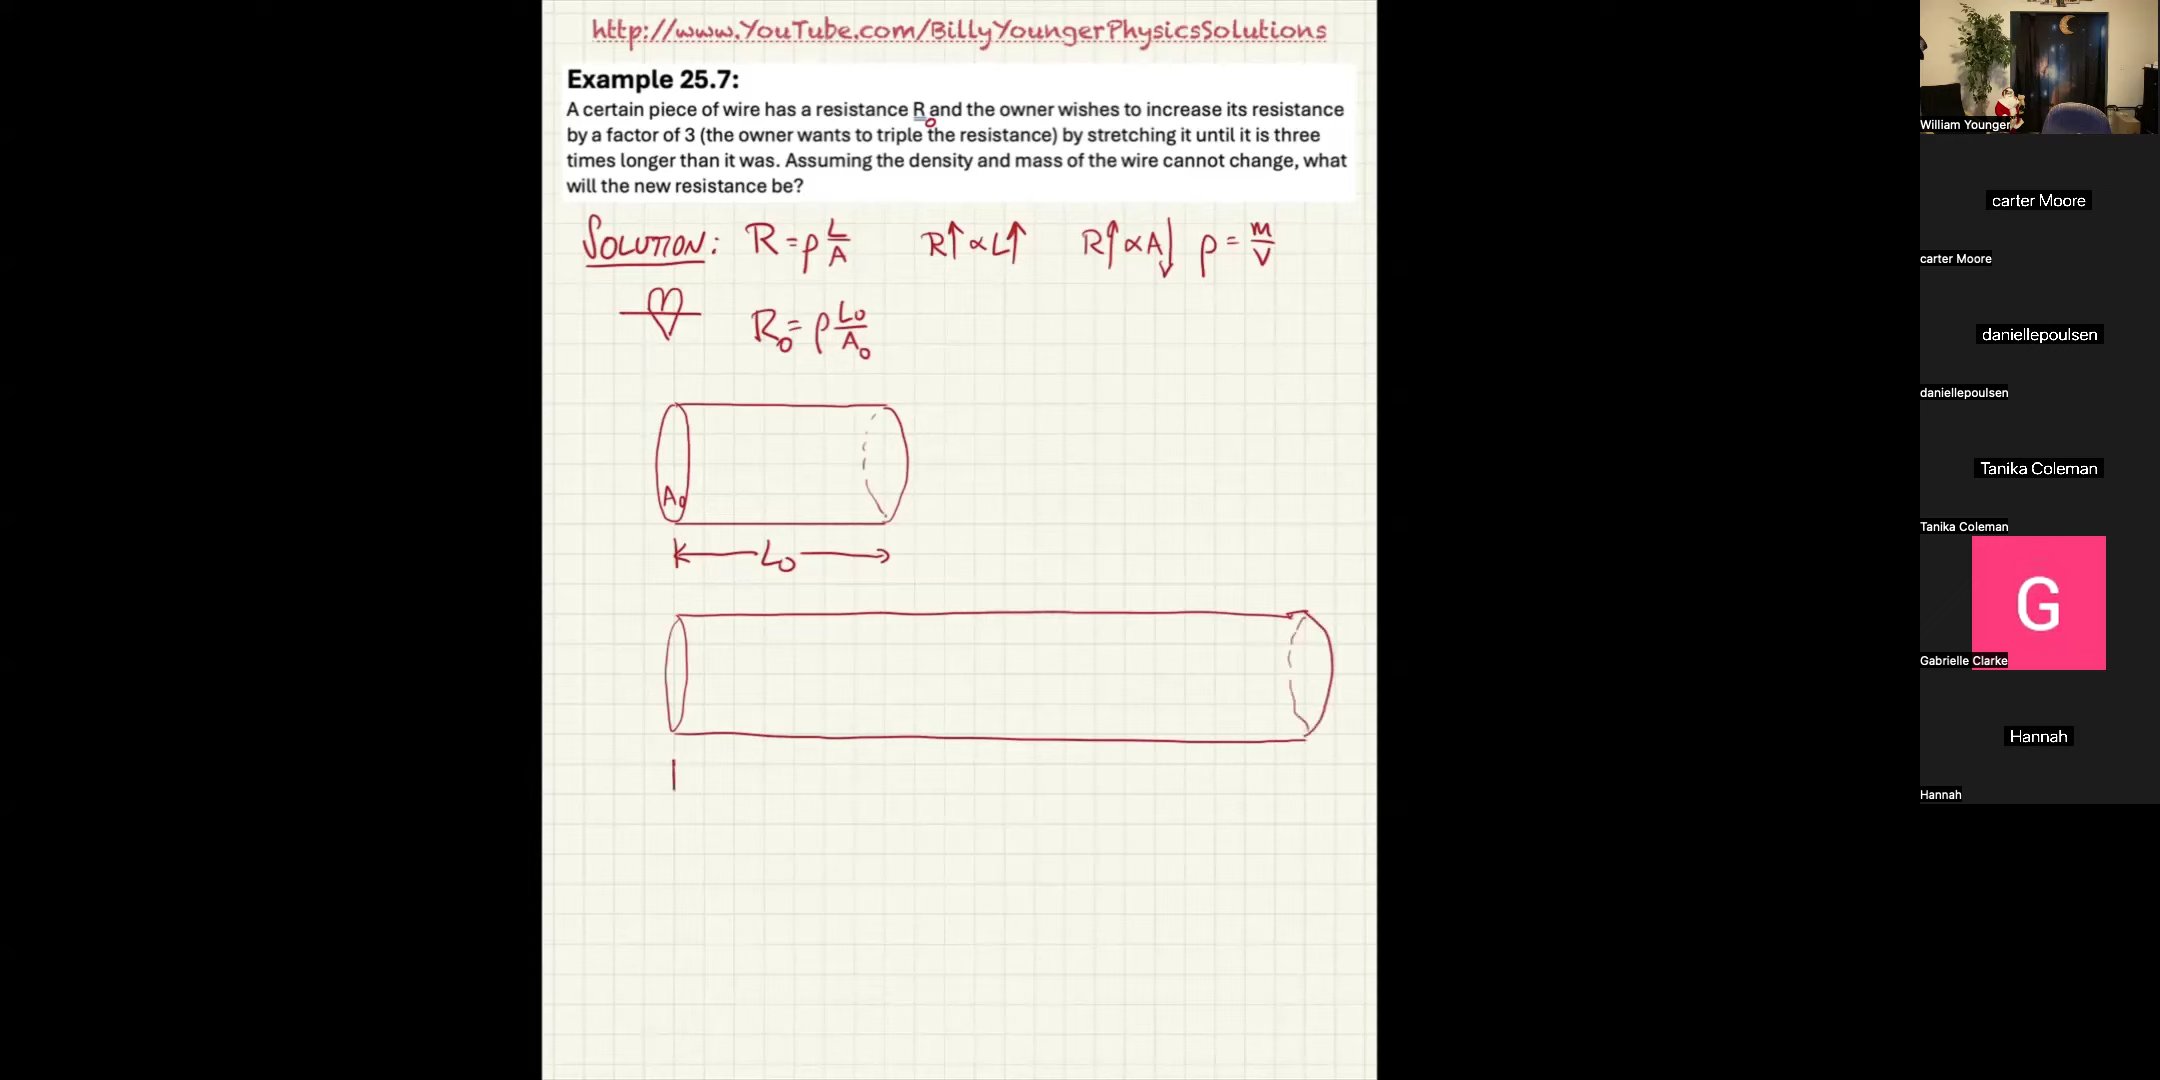 http://www.YouTube.com/BillyYoungerPhysicsSolutions
Example 25.7:
A certain piece of wire has a resistance R₀ and the owner wishes to increase its resistance
by a factor of 3 (the owner wants to triple the resistance) by stretching it until it is three
times longer than it was. Assuming the density and mass of the wire cannot change, what
will the new resistance be?
SOLUTION: R = ρ L/A R↑ ∝ L↑ R↑ ∝ A↓ ρ = m/V
m V
R₀ = ρ L₀/A₀
A₀
L₀
William Younger
carter Moore
carter Moore
daniellepoulsen
daniellepoulsen
Tanika Coleman
Tanika Coleman
G
Gabrielle Clarke
Hannah
Hannah